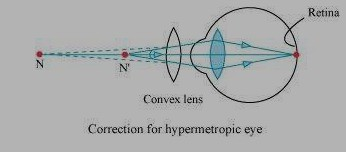 Retina
N
N'
Convex lens
Correction for hypermetropic eye